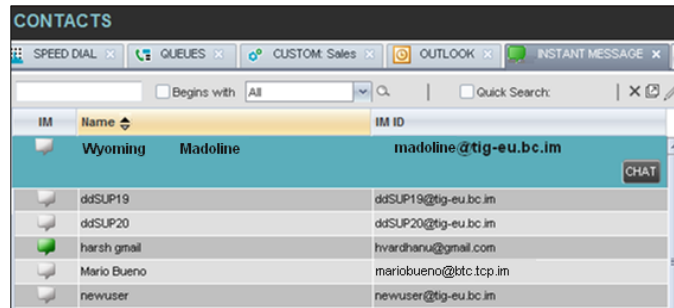 CONTACTS
SPEED DIAL QUEUES CUSTOM: Sales OUTLOOK INSTANT MESSAGE
Begins with All Quick Search:
IM Name IM ID
Wyoming Madoline madoline@tig-eu.bc.im
CHAT
ddSUP19 ddSUP19@tig-eu.bc.im
ddSUP20 ddSUP20@tig-eu.bc.im
harsh gmail hvardhanu@gmail.com
Mario Bueno mariobueno@btc.tcp.im
newuser newuser@tig-eu.bc.im